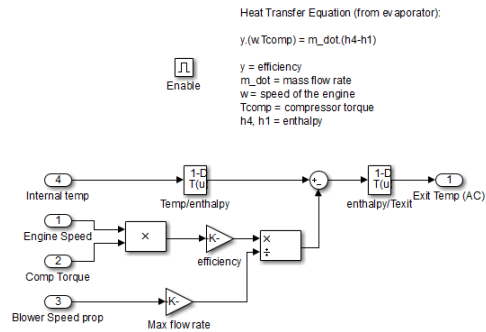 Heat Transfer Equation (from evaporator):
y.(w.Tcomp) = m_dot.(h4-h1)
y = efficiency
m_dot = mass flow rate
w = speed of the engine
Tcomp = compressor torque
h4, h1 = enthalpy
Enable
4
Internal temp
1-D
T(u
Temp/enthalpy
+
-
1-D
T(u
enthalpy/Texit
1
Exit Temp (AC)
1
Engine Speed
2
Comp Torque
×
K-
efficiency
×
÷
3
Blower Speed prop
K-
Max flow rate